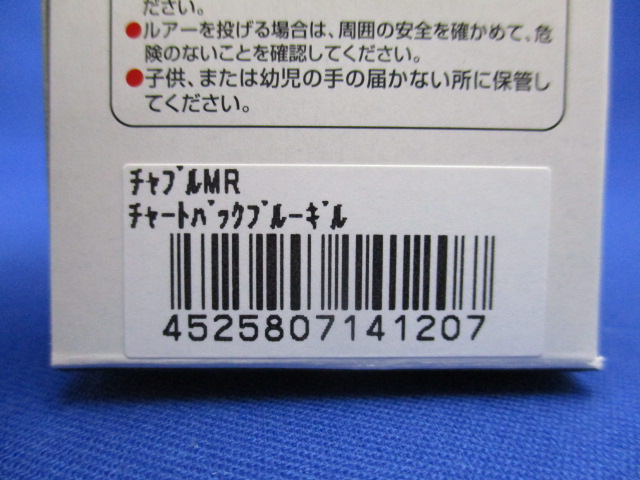 ださい。
●ルアーを投げる場合は、周囲の安全を確かめて、危
険のないことを確認してください。
●子供、または幼児の手の届かない所に保管し
てください。
ﾁｬﾌﾞﾙMR
ﾁｬｰﾄﾊﾞｯｸﾌﾞﾙｰｷﾞﾙ
4525807141207